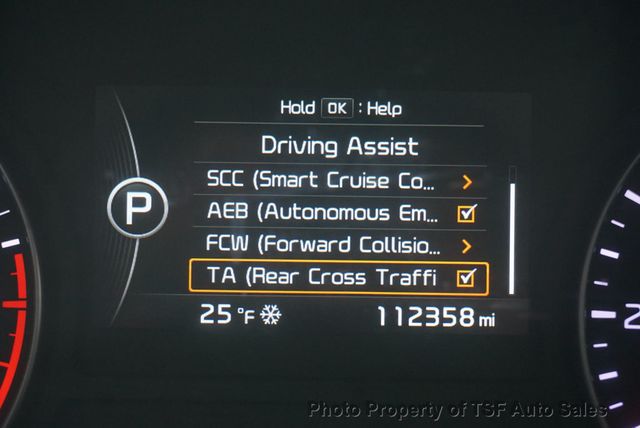 Hold OK : Help
Driving Assist
SCC (Smart Cruise Co...
AEB (Autonomous Em...
FCW (Forward Collisio...
TA (Rear Cross Traffi
P
25 °F 112358 mi
2
Photo Property of TSF Auto Sales